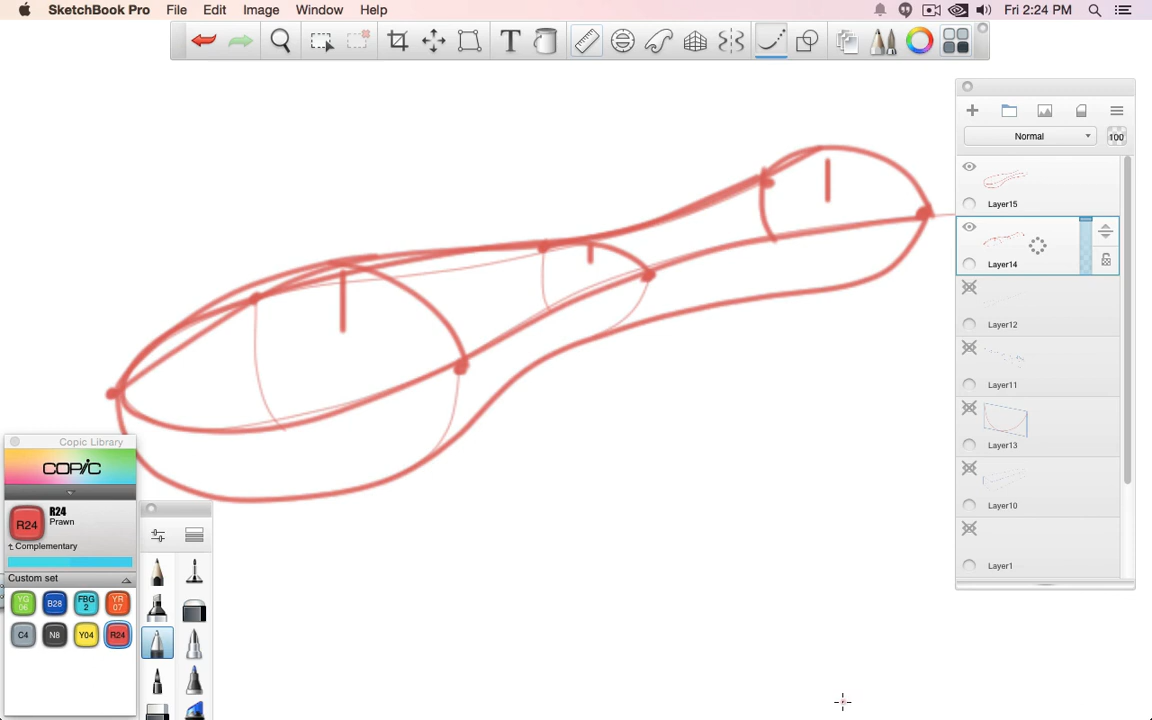 SketchBook Pro File Edit Image Window Help Fri 2:24 PM
T
Normal 100
Layer15
Layer14
Layer12
Layer11
Layer13
Layer10
Layer1
Copic Library
COPIC
R24 R24
Prawn
Complementary
Custom set
YG 06 B28 FBG 2 YR 07
C4 N8 Y04 R24